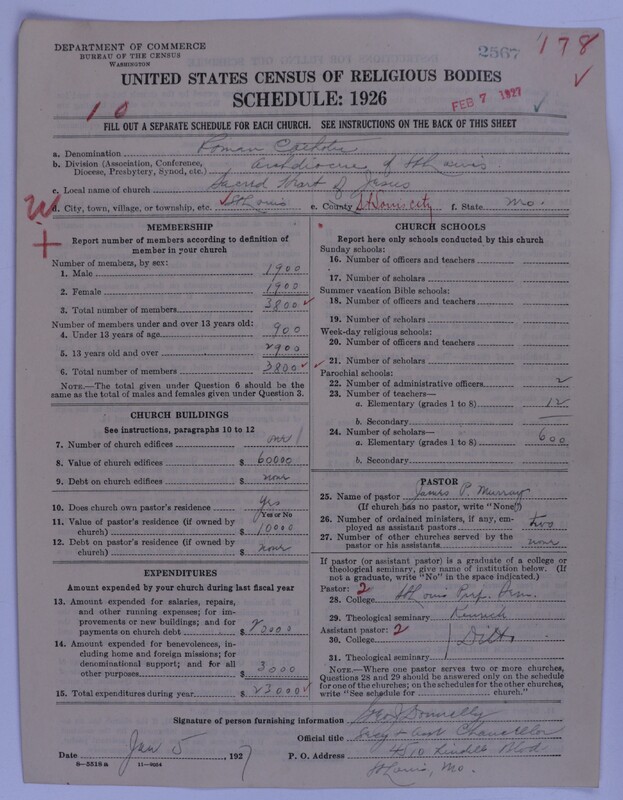 DEPARTMENT OF COMMERCE
BUREAU OF THE CENSUS
WASHINGTON
2567
178
UNITED STATES CENSUS OF RELIGIOUS BODIES
SCHEDULE: 1926
FEB 7 1927
10
FILL OUT A SEPARATE SCHEDULE FOR EACH CHURCH. SEE INSTRUCTIONS ON THE BACK OF THIS SHEET
a. Denomination Roman Catholic
b. Division (Association, Conference, Diocese, Presbytery, Synod, etc.) Archdiocese of St Louis
c. Local name of church Sacred Heart of Jesus
d. City, town, village, or township, etc. St Louis e. County St Louis city f. State Mo.
MEMBERSHIP
Report number of members according to definition of
member in your church
Number of members, by sex:
1. Male 1900
2. Female 1900
3. Total number of members 3800
Number of members under and over 13 years old:
4. Under 13 years of age 900
5. 13 years old and over 2900
6. Total number of members 3800
NOTE.—The total given under Question 6 should be the
same as the total of males and females given under Question 3.
CHURCH BUILDINGS
See instructions, paragraphs 10 to 12
7. Number of church edifices one 1
8. Value of church edifices $ 60000
9. Debt on church edifices $ none
10. Does church own pastor's residence Yes
Yes or No
11. Value of pastor's residence (if owned by
church) $ 10000
12. Debt on pastor's residence (if owned by
church) $ none
EXPENDITURES
Amount expended by your church during last fiscal year
13. Amount expended for salaries, repairs,
and other running expenses; for im-
provements or new buildings; and for
payments on church debt $ 20000
14. Amount expended for benevolences, in-
cluding home and foreign missions; for
denominational support; and for all
other purposes $ 3000
15. Total expenditures during year $ 23000
CHURCH SCHOOLS
Report here only schools conducted by this church
Sunday schools:
16. Number of officers and teachers
17. Number of scholars
Summer vacation Bible schools:
18. Number of officers and teachers
19. Number of scholars
Week-day religious schools:
20. Number of officers and teachers
21. Number of scholars
Parochial schools:
22. Number of administrative officers 2
23. Number of teachers—
a. Elementary (grades 1 to 8) 12
b. Secondary
24. Number of scholars—
a. Elementary (grades 1 to 8) 600
b. Secondary
PASTOR
25. Name of pastor James P. Murray
(If church has no pastor, write "None")
26. Number of ordained ministers, if any, em-
ployed as assistant pastors two
27. Number of other churches served by the
pastor or his assistants none
If pastor (or assistant pastor) is a graduate of a college or
theological seminary, give name of institution below. (If
not a graduate, write "No" in the space indicated.)
Pastor: 2
28. College St Louis Prep.
29. Theological seminary Kenrick
Assistant pastor: 2
30. College Ditto
31. Theological seminary
NOTE.—Where one pastor serves two or more churches,
Questions 28 and 29 should be answered only on the schedule
for one of the churches; on the schedules for the other churches,
write "See schedule for church."
Signature of person furnishing information Geo J Donnelly
Official title Secy & Asst Chancellor
Date Jan 5, 1927 P. O. Address 4510 Lindell Blvd
St Louis, Mo.
8—5518a 11—9224